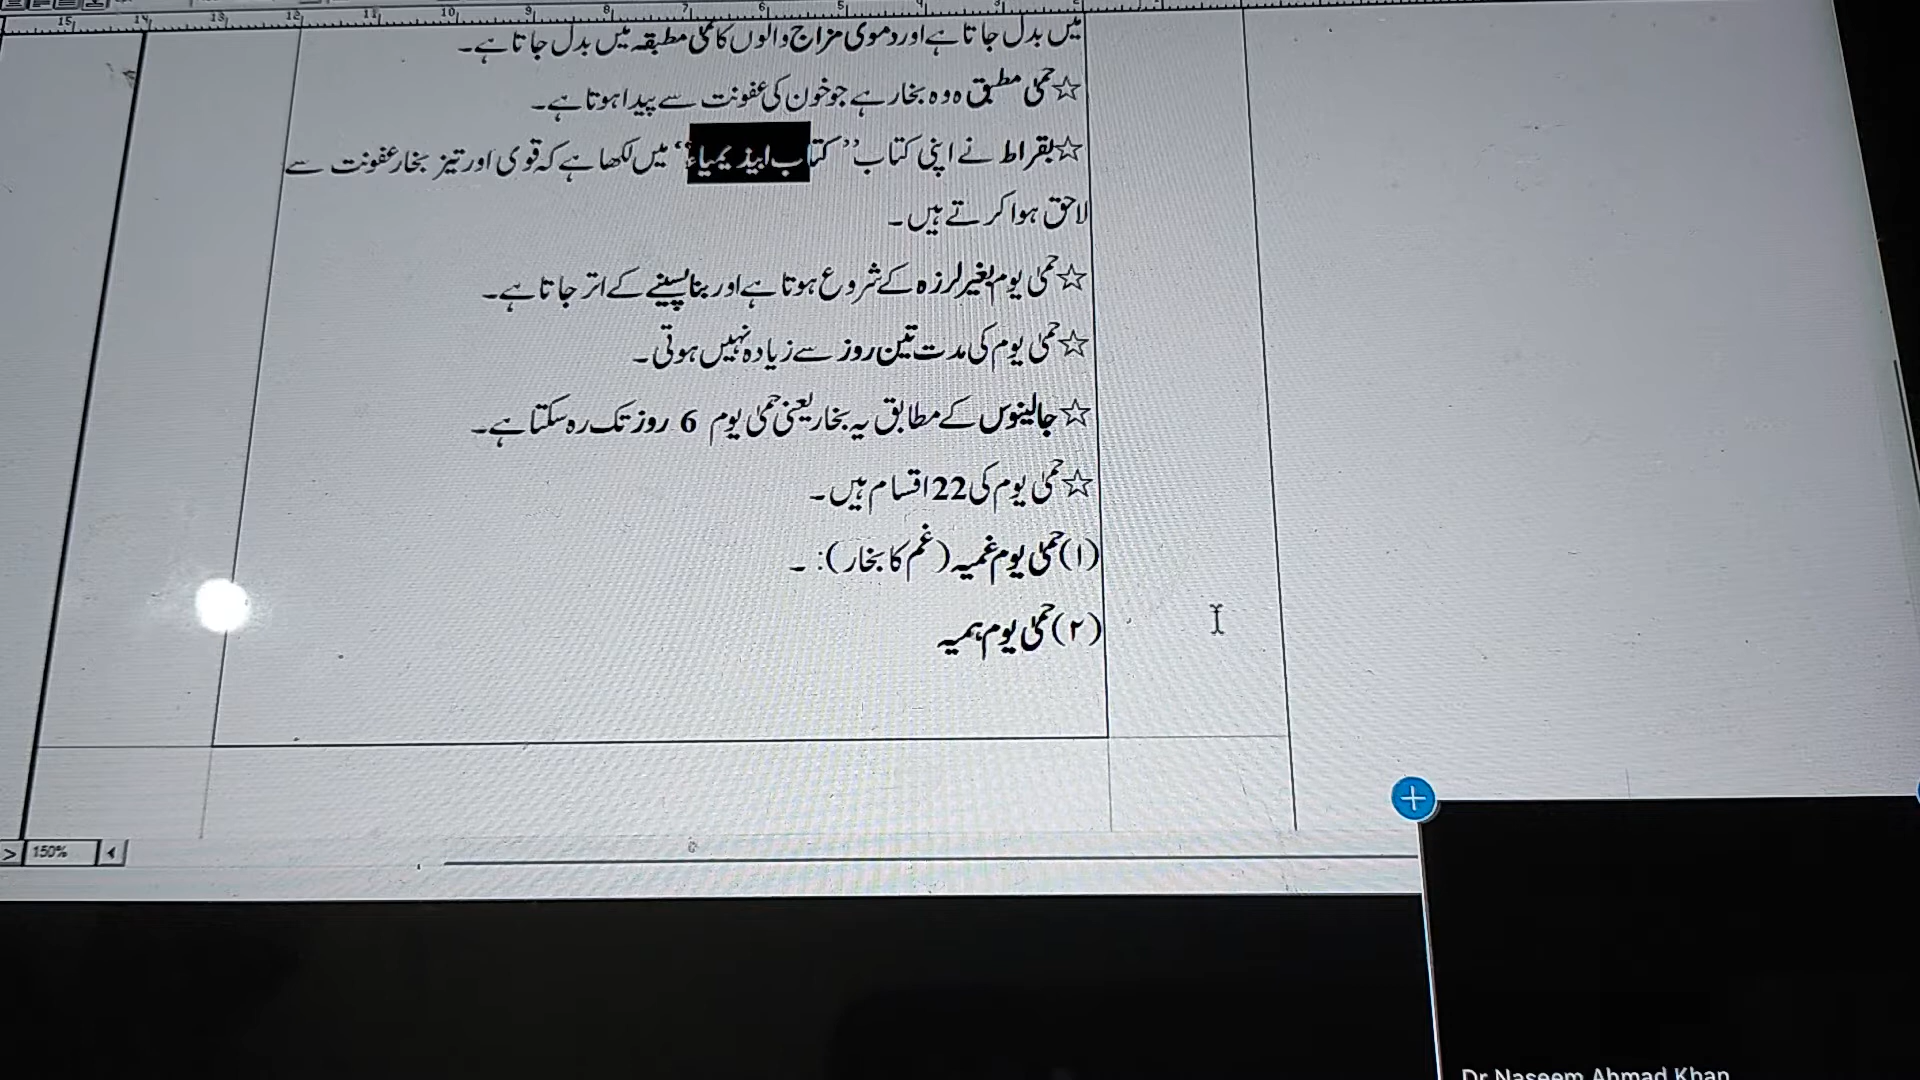 میں بدل جاتا ہے اور دموی مزاج والوں کا حمیٰ مطبقہ میں بدل جاتا ہے۔
☆حمیٰ مطبق وہ بخار ہے جو خون کی عفونت سے پیدا ہوتا ہے۔
☆بقراط نے اپنی کتاب ’’کتاب ابیذیمیاء‘‘ میں لکھا ہے کہ قوی اور تیز بخار عفونت سے
لاحق ہوا کرتے ہیں۔
☆حمیٰ یوم بغیر لرزہ کے شروع ہوتا ہے اور بنا پسینے کے اتر جاتا ہے۔
☆حمیٰ یوم کی مدت تین روز سے زیادہ نہیں ہوتی۔
☆جالینوس کے مطابق یہ بخار یعنی حمیٰ یوم 6 روز تک رہ سکتا ہے۔
☆حمیٰ یوم کی 22 اقسام ہیں۔
(۱) حمیٰ یوم غمیہ (غم کا بخار):۔
(۲) حمیٰ یوم ہمیہ
150%
Dr Naseem Ahmad Khan